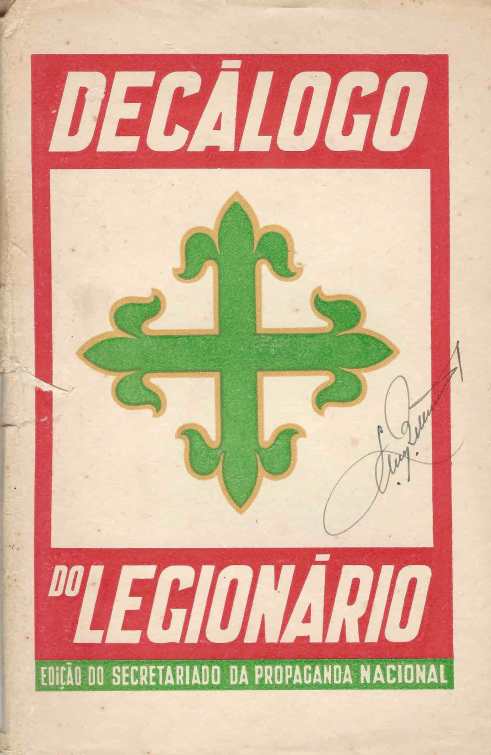 DECÁLOGO
DO LEGIONÁRIO
EDIÇÃO DO SECRETARIADO DA PROPAGANDA NACIONAL